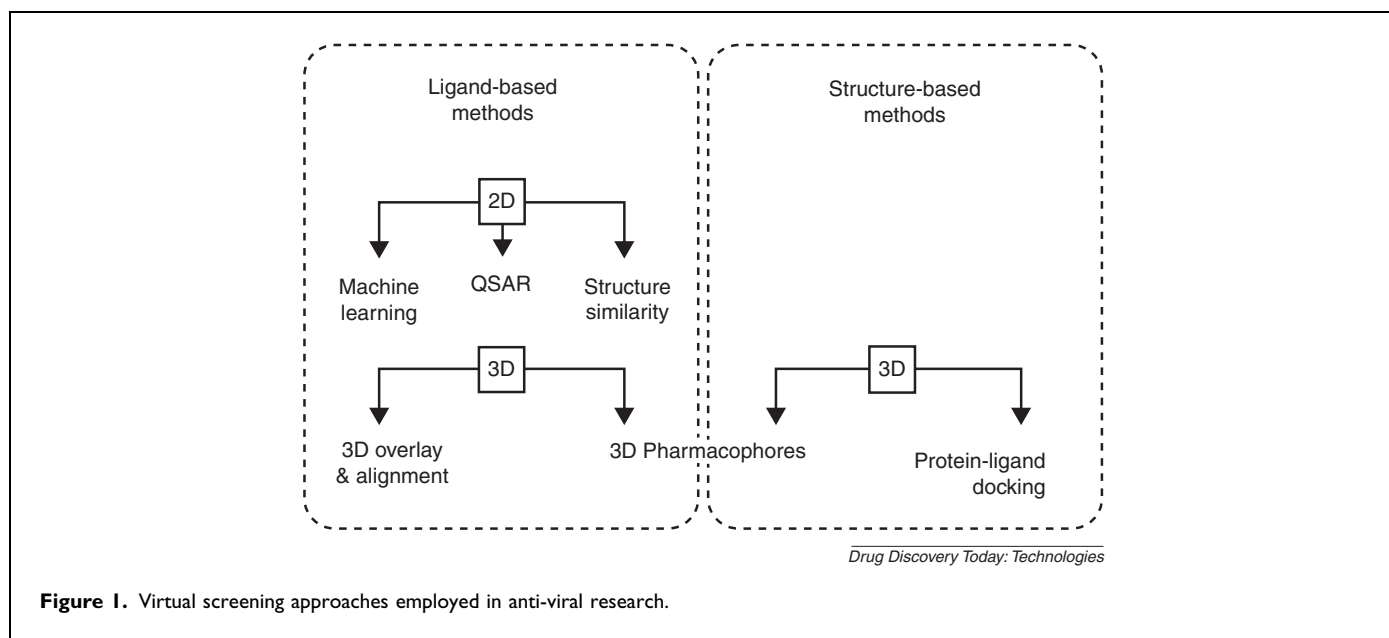 Ligand-based
methods
Structure-based
methods
2D
Machine
learning
QSAR
Structure
similarity
3D
3D
3D overlay
& alignment
3D Pharmacophores
Protein-ligand
docking
Drug Discovery Today: Technologies
Figure 1. Virtual screening approaches employed in anti-viral research.